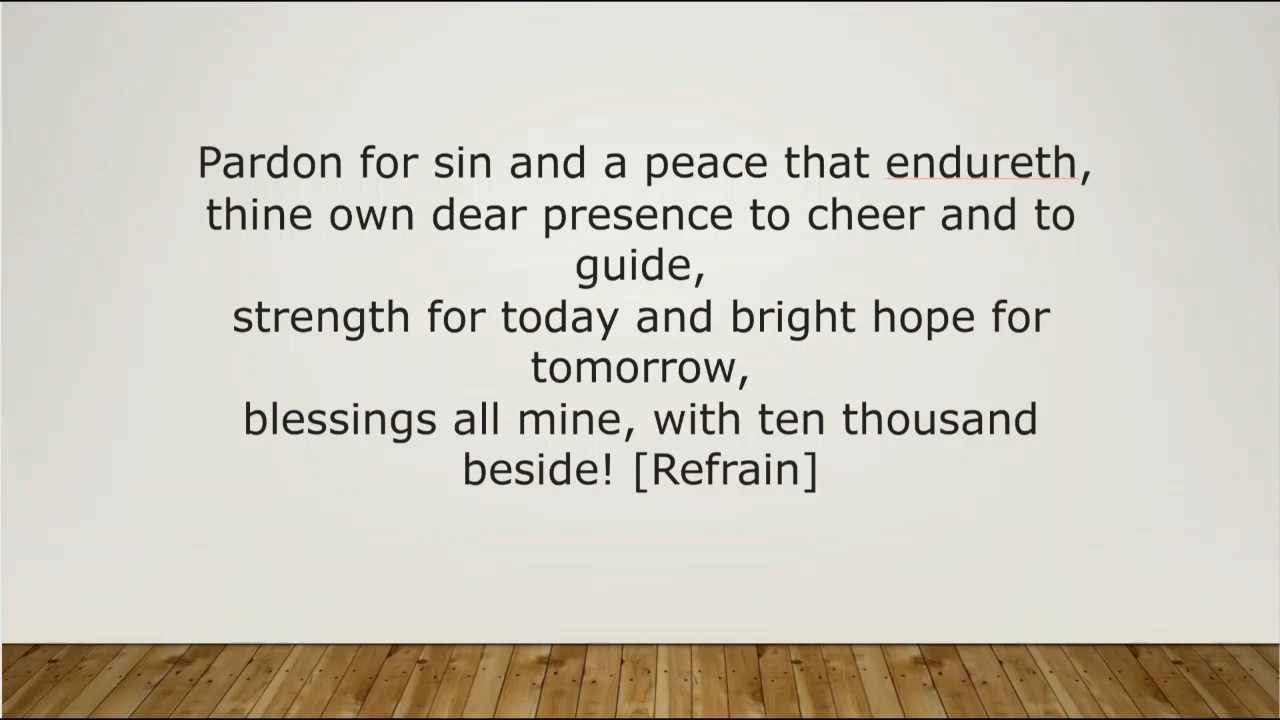 Pardon for sin and a peace that endureth,
thine own dear presence to cheer and to
guide,
strength for today and bright hope for
tomorrow,
blessings all mine, with ten thousand
beside! [Refrain]